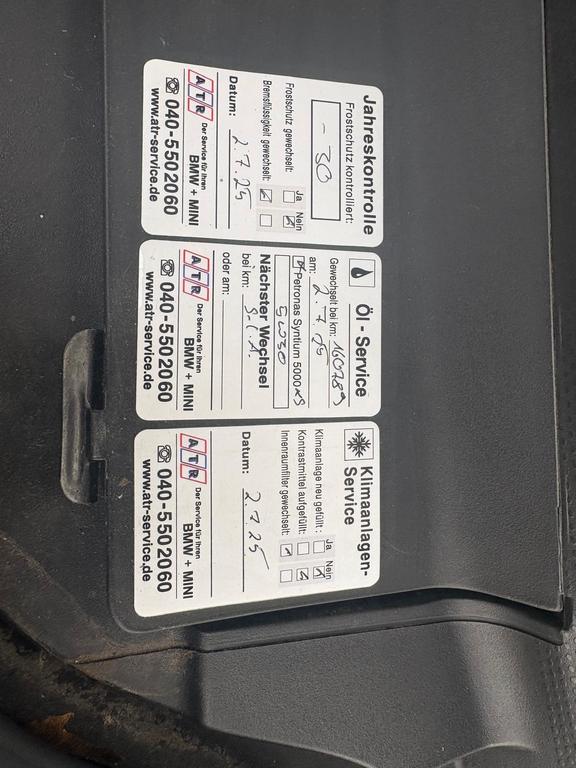 Jahreskontrolle
Frostschutz kontrolliert:
- 30
Ja Nein
Frostschutz gewechselt:
Bremsflüssigkeit gewechselt:
Datum: 2.7.25
ATR Der Service für Ihren
BMW + MINI
040-5502060
www.atr-service.de
Öl - Service
Gewechselt bei km: 160789
am: 2.7.25
Petronas Syntium 5000 XS
5W30
Nächster Wechsel
bei km: S.I.A.
oder am:
ATR Der Service für Ihren
BMW + MINI
040-5502060
www.atr-service.de
Klimaanlagen-
Service
Ja Nein
Klimaanlage neu gefüllt :
Kontrastmittel aufgefüllt:
Innenraumfilter gewechselt:
Datum: 2.7.25
ATR Der Service für Ihren
BMW + MINI
040-5502060
www.atr-service.de